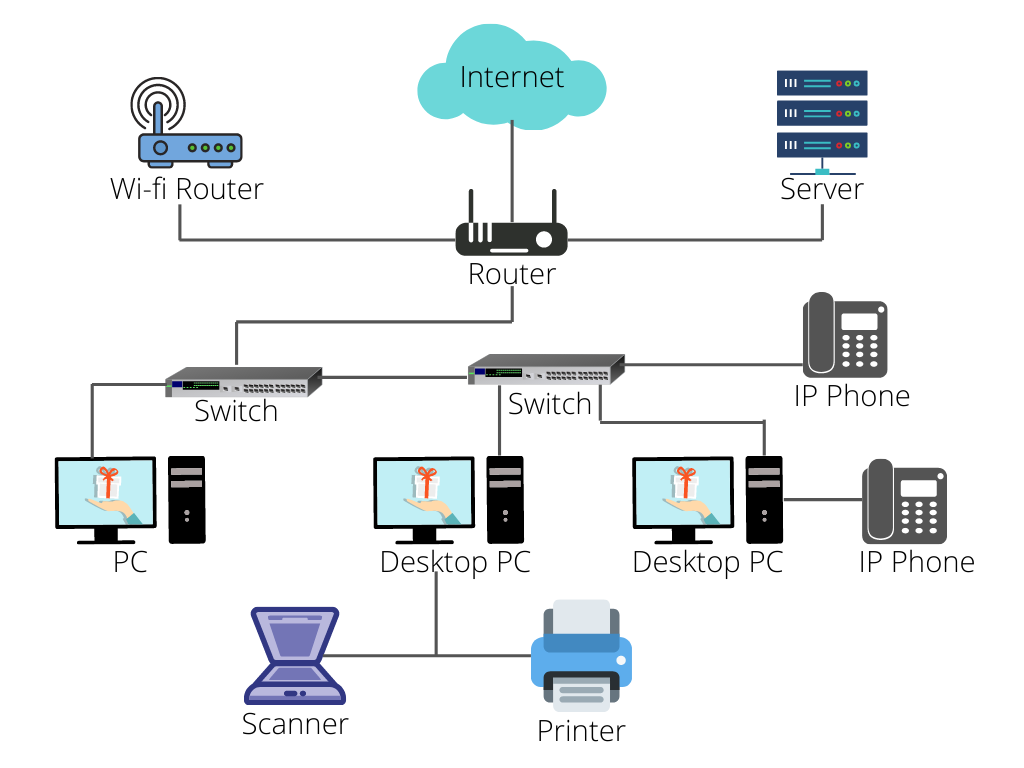 Internet
Wi-fi Router
Server
Router
IP Phone
Switch
Switch
PC
Desktop PC
Desktop PC
IP Phone
Scanner
Printer